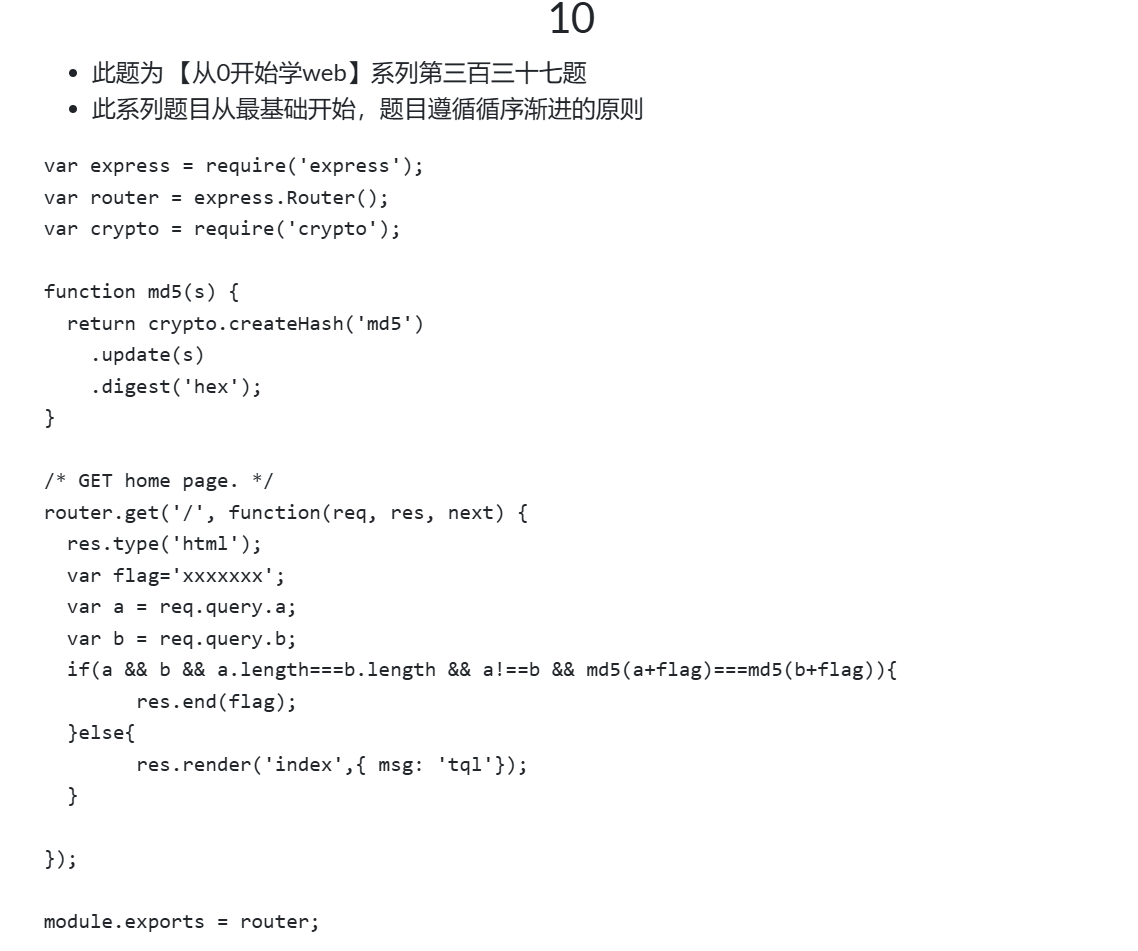 10
此题为 【从0开始学web】系列第三百三十七题
此系列题目从最基础开始，题目遵循循序渐进的原则
var express = require('express');
var router = express.Router();
var crypto = require('crypto');
function md5(s) {
  return crypto.createHash('md5')
    .update(s)
    .digest('hex');
}
/* GET home page. */
router.get('/', function(req, res, next) {
  res.type('html');
  var flag='xxxxxxx';
  var a = req.query.a;
  var b = req.query.b;
  if(a && b && a.length===b.length && a!==b && md5(a+flag)===md5(b+flag)){
        res.end(flag);
  }else{
        res.render('index',{ msg: 'tql'});
  }
});
module.exports = router;